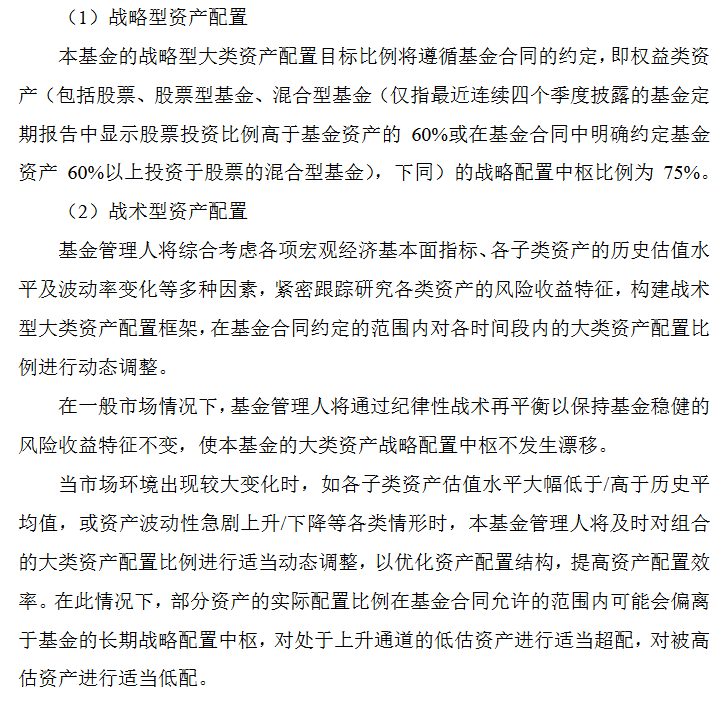 （1）战略型资产配置
本基金的战略型大类资产配置目标比例将遵循基金合同的约定，即权益类资
产（包括股票、股票型基金、混合型基金（仅指最近连续四个季度披露的基金定
期报告中显示股票投资比例高于基金资产的 60%或在基金合同中明确约定基金
资产 60%以上投资于股票的混合型基金），下同）的战略配置中枢比例为 75%。
（2）战术型资产配置
基金管理人将综合考虑各项宏观经济基本面指标、各子类资产的历史估值水
平及波动率变化等多种因素，紧密跟踪研究各类资产的风险收益特征，构建战术
型大类资产配置框架，在基金合同约定的范围内对各时间段内的大类资产配置比
例进行动态调整。
在一般市场情况下，基金管理人将通过纪律性战术再平衡以保持基金稳健的
风险收益特征不变，使本基金的大类资产战略配置中枢不发生漂移。
当市场环境出现较大变化时，如各子类资产估值水平大幅低于/高于历史平
均值，或资产波动性急剧上升/下降等各类情形时，本基金管理人将及时对组合
的大类资产配置比例进行适当动态调整，以优化资产配置结构，提高资产配置效
率。在此情况下，部分资产的实际配置比例在基金合同允许的范围内可能会偏离
于基金的长期战略配置中枢，对处于上升通道的低估资产进行适当超配，对被高
估资产进行适当低配。